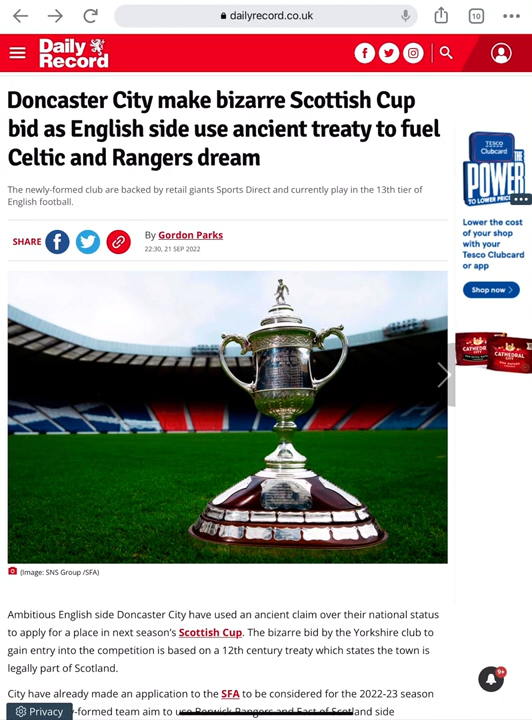 dailyrecord.co.uk
10
Daily
Record
Doncaster City make bizarre Scottish Cup
bid as English side use ancient treaty to fuel
Celtic and Rangers dream
The newly-formed club are backed by retail giants Sports Direct and currently play in the 13th tier of
English football.
SHARE
By Gordon Parks
22:30, 21 SEP 2022
TESCO
Clubcard
POWER
TO LOWER PRICES
Lower the cost
of your shop
with your
Tesco Clubcard
or app
Shop now
CATHEDRAL
CITY
CATHEDRAL
CITY
(Image: SNS Group /SFA)
Ambitious English side Doncaster City have used an ancient claim over their national status
to apply for a place in next season's Scottish Cup. The bizarre bid by the Yorkshire club to
gain entry into the competition is based on a 12th century treaty which states the town is
legally part of Scotland.
City have already made an application to the SFA to be considered for the 2022-23 season
y-formed team aim to use Berwick Rangers and East of Scotland side
Privacy
9+